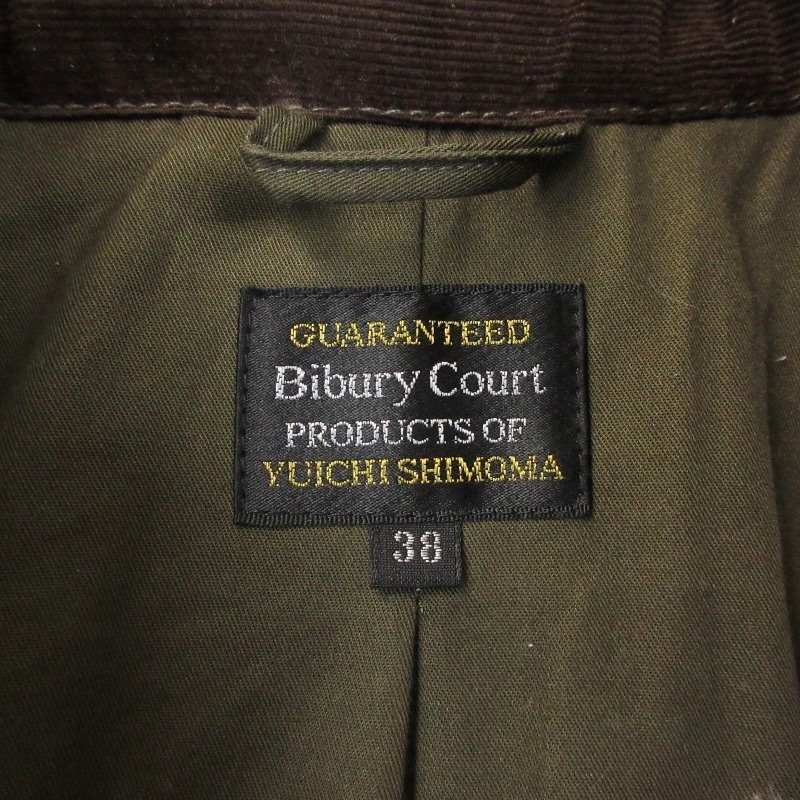 GUARANTEED
Bibury Court
PRODUCTS OF
YUICHI SHIMOMA
38